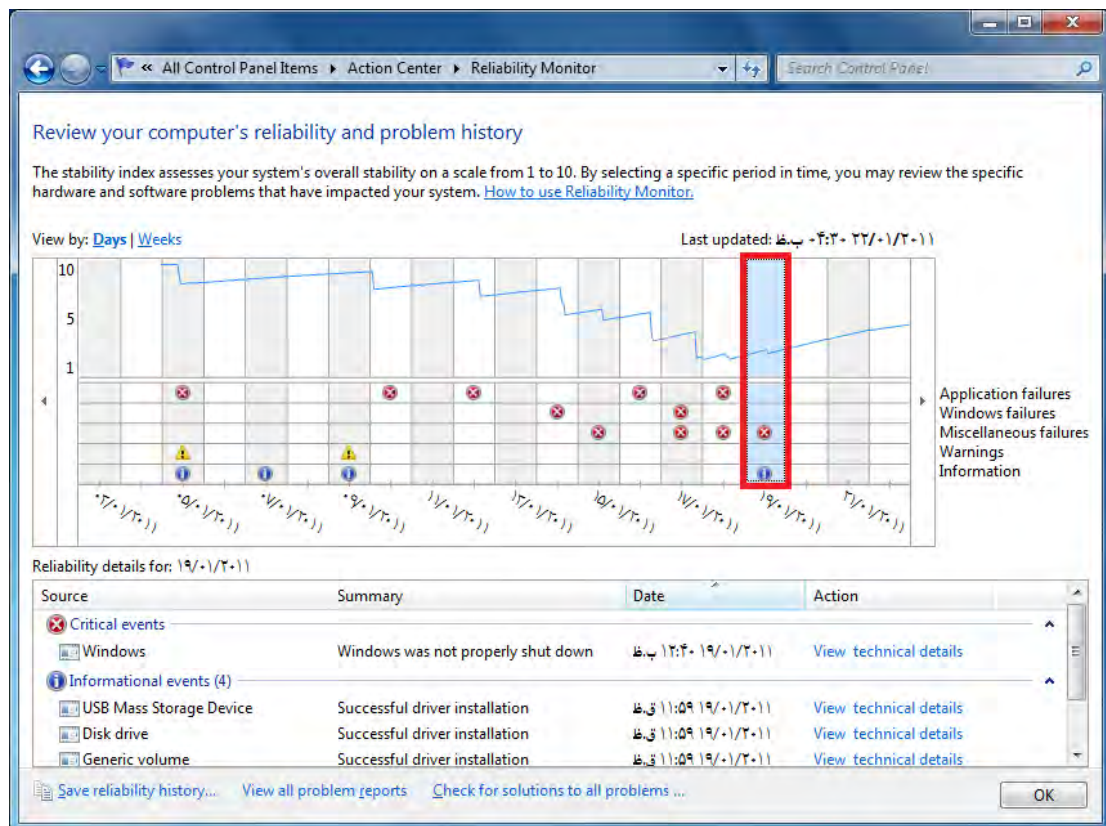 « All Control Panel Items ▸ Action Center ▸ Reliability Monitor
Search Control Panel
Review your computer's reliability and problem history
The stability index assesses your system's overall stability on a scale from 1 to 10. By selecting a specific period in time, you may review the specific
hardware and software problems that have impacted your system. How to use Reliability Monitor.
View by: Days | Weeks
Last updated: ۲۲/۰۱/۲۰۱۱ ۰۴:۳۰ ب.ظ
10
5
1
Application failures
Windows failures
Miscellaneous failures
Warnings
Information
۰۳/۰۱/۲۰۱۱
۰۵/۰۱/۲۰۱۱
۰۷/۰۱/۲۰۱۱
۰۹/۰۱/۲۰۱۱
۱۱/۰۱/۲۰۱۱
۱۳/۰۱/۲۰۱۱
۱۵/۰۱/۲۰۱۱
۱۷/۰۱/۲۰۱۱
۱۹/۰۱/۲۰۱۱
۲۱/۰۱/۲۰۱۱
Reliability details for: ۱۹/۰۱/۲۰۱۱
Source Summary Date Action
Critical events
Windows Windows was not properly shut down ۱۹/۰۱/۲۰۱۱ ۱۲:۴۰ ب.ظ View technical details
Informational events (4)
USB Mass Storage Device Successful driver installation ۱۹/۰۱/۲۰۱۱ ۱۱:۵۹ ق.ظ View technical details
Disk drive Successful driver installation ۱۹/۰۱/۲۰۱۱ ۱۱:۵۹ ق.ظ View technical details
Generic volume Successful driver installation ۱۹/۰۱/۲۰۱۱ ۱۱:۵۹ ق.ظ View technical details
Save reliability history... View all problem reports Check for solutions to all problems ...
OK